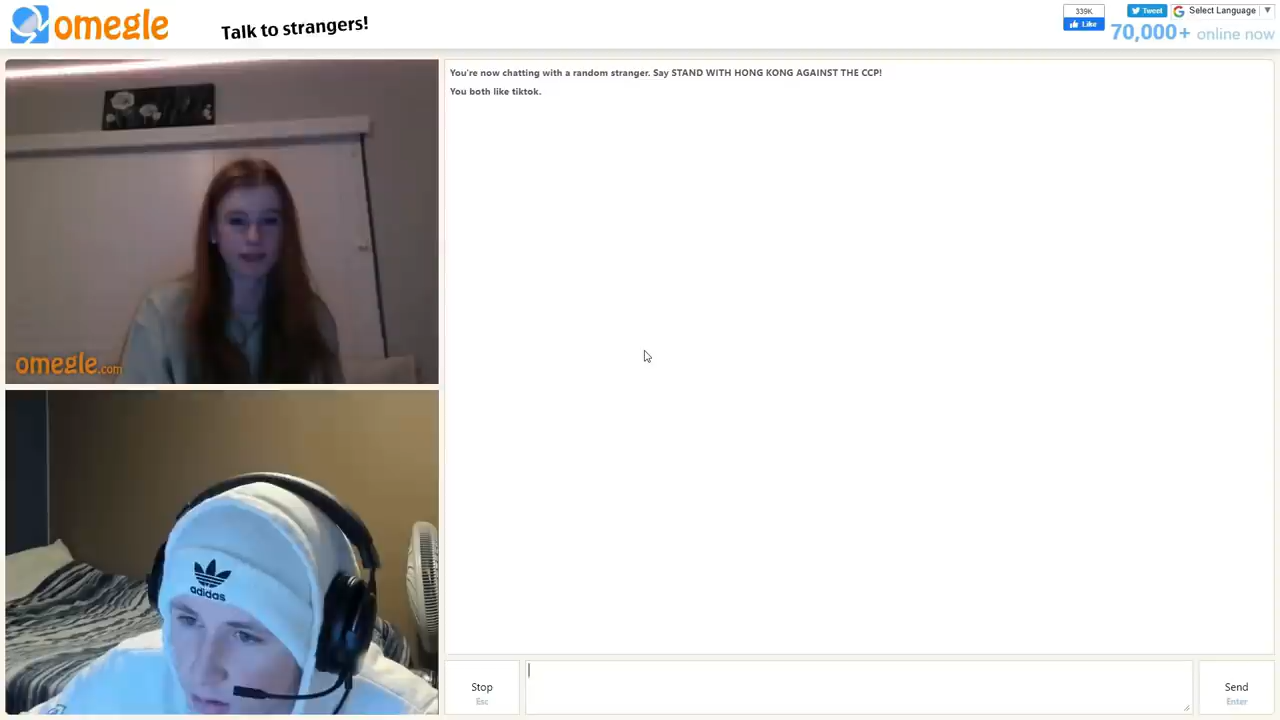 omegle
Talk to strangers!
339K
Like
Tweet
Select Language ▼
70,000+ online now
You're now chatting with a random stranger. Say STAND WITH HONG KONG AGAINST THE CCP!
You both like tiktok.
omegle.com
adidas
Stop
Esc
Send
Enter